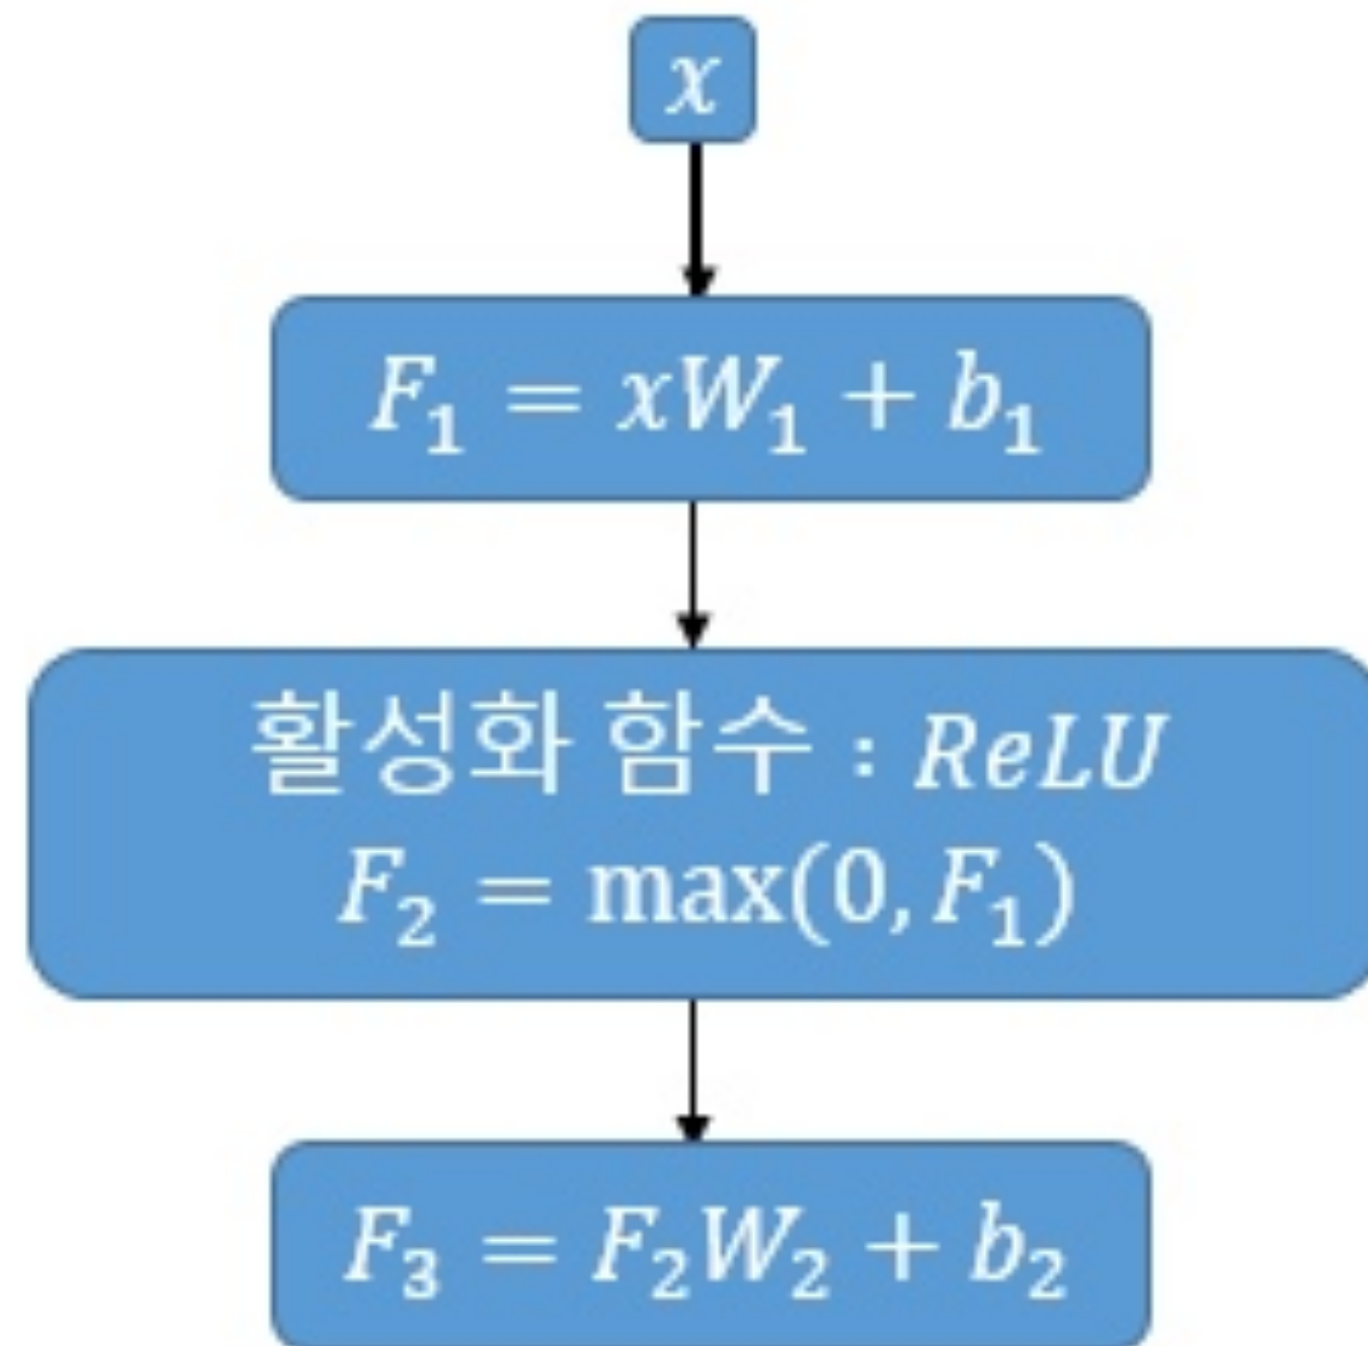 x
F₁ = xW₁ + b₁
활성화 함수 : ReLU
F₂ = max(0, F₁)
F₃ = F₂W₂ + b₂